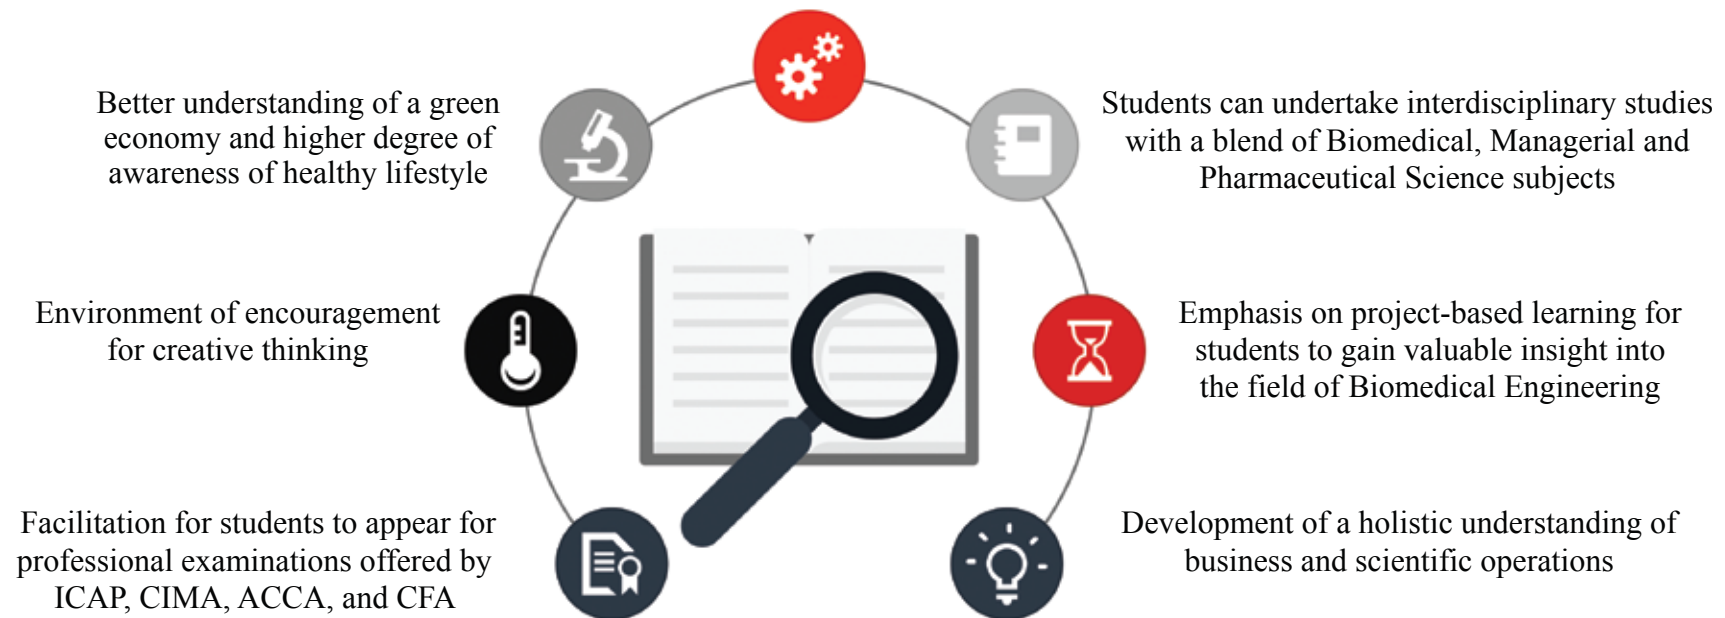 Better understanding of a green
economy and higher degree of
awareness of healthy lifestyle
Students can undertake interdisciplinary studies
with a blend of Biomedical, Managerial and
Pharmaceutical Science subjects
Environment of encouragement
for creative thinking
Emphasis on project-based learning for
students to gain valuable insight into
the field of Biomedical Engineering
Facilitation for students to appear for
professional examinations offered by
ICAP, CIMA, ACCA, and CFA
Development of a holistic understanding of
business and scientific operations